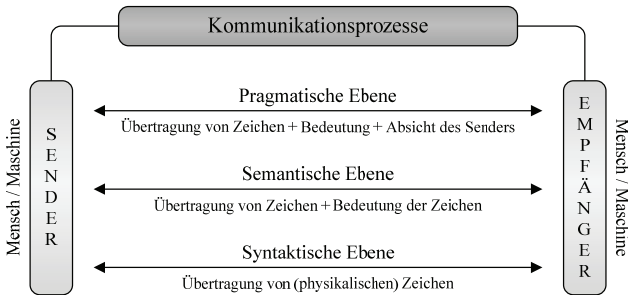 Kommunikationsprozesse
Mensch / Maschine
SENDER
Pragmatische Ebene
Übertragung von Zeichen + Bedeutung + Absicht des Senders
Semantische Ebene
Übertragung von Zeichen + Bedeutung der Zeichen
Syntaktische Ebene
Übertragung von (physikalischen) Zeichen
EMPFÄNGER
Mensch / Maschine